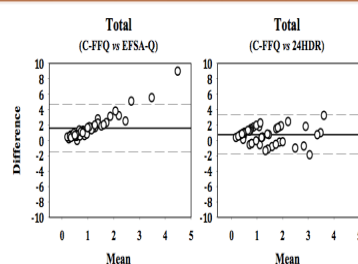 Total
(C-FFQ vs EFSA-Q)
Total
(C-FFQ vs 24HDR)
Difference
10
8
6
4
2
0
-2
-4
-6
-8
-10
0 1 2 3 4 5
Mean
10
8
6
4
2
0
-2
-4
-6
-8
-10
0 1 2 3 4 5
Mean